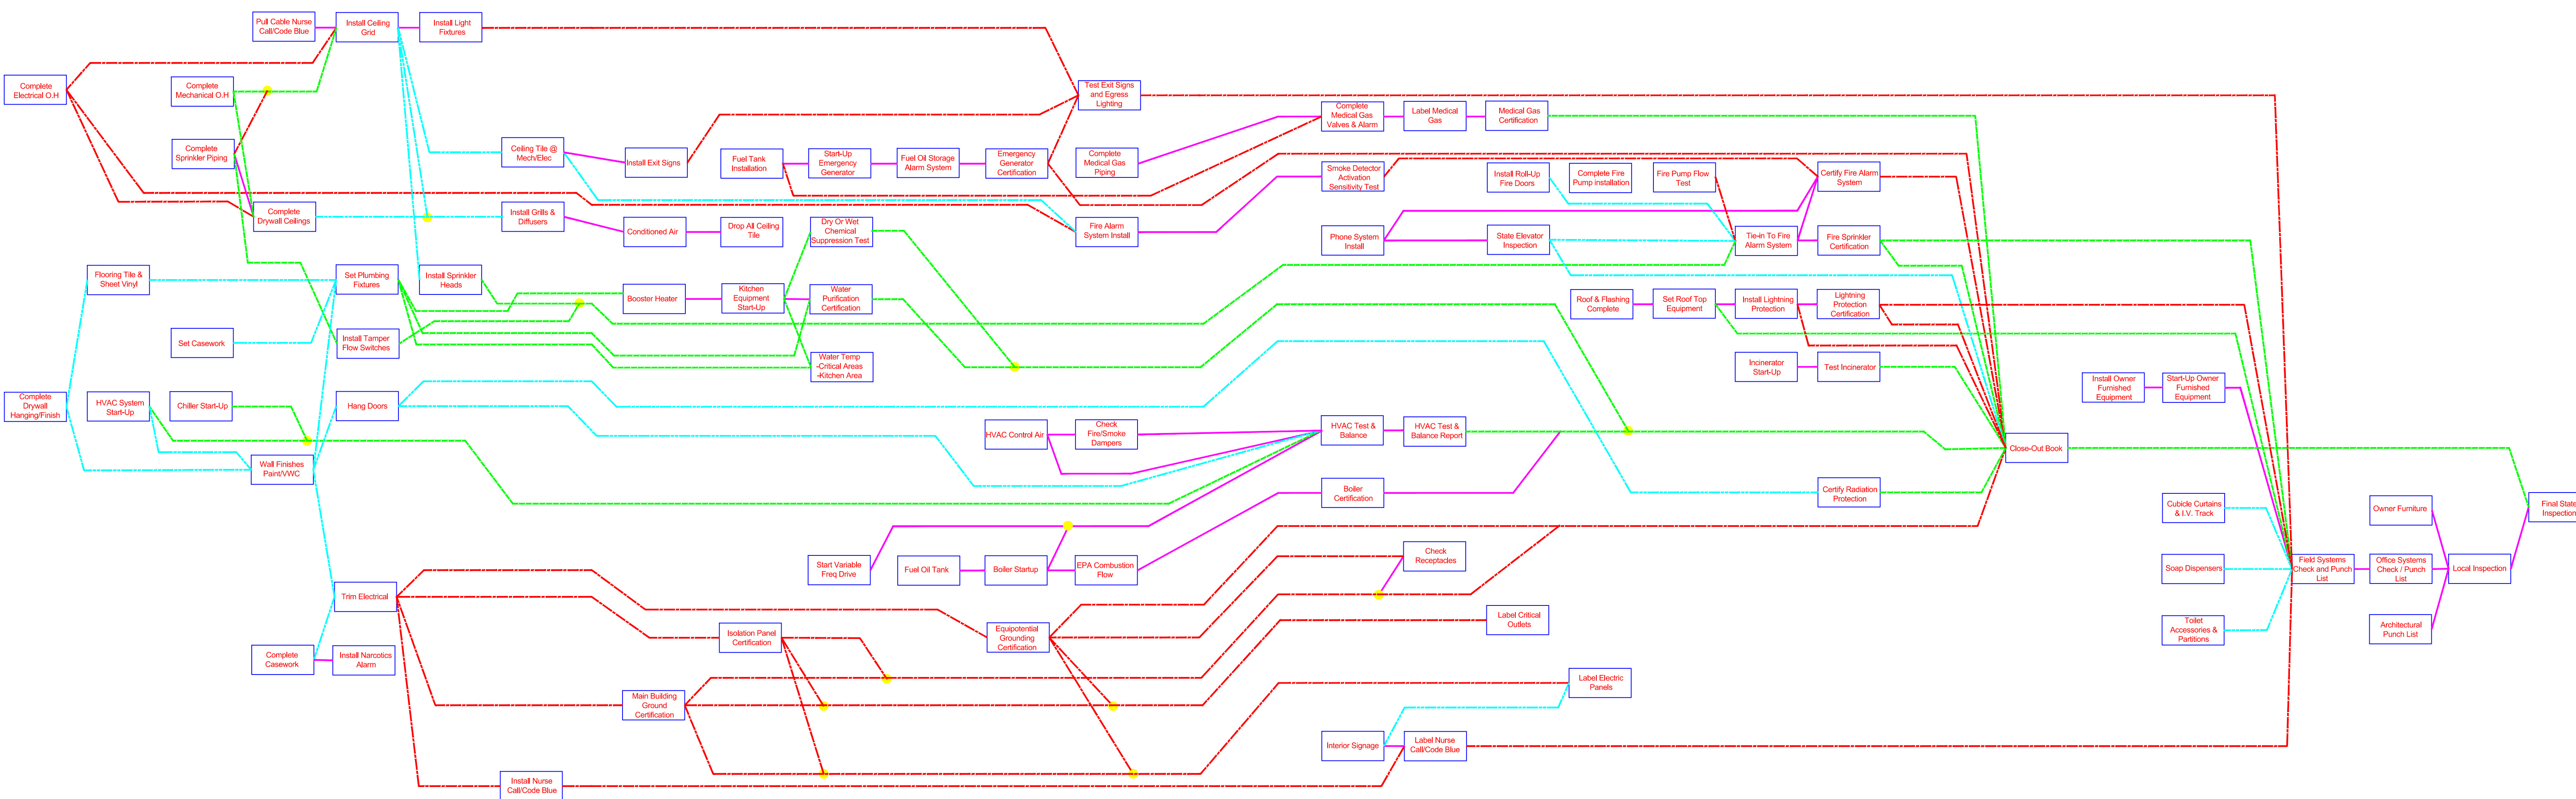 Pull Cable Nurse
Call/Code Blue
Install Ceiling
Grid
Install Light
Fixtures
Complete
Electrical O.H
Complete
Mechanical O.H
Test Exit Signs
and Egress
Lighting
Complete
Medical Gas
Valves & Alarm
Label Medical
Gas
Medical Gas
Certification
Complete
Sprinkler Piping
Ceiling Tile @
Mech/Elec
Install Exit Signs
Fuel Tank
Installation
Start-Up
Emergency
Generator
Fuel Oil Storage
Alarm System
Emergency
Generator
Certification
Complete
Medical Gas
Piping
Smoke Detector
Activation
Sensitivity Test
Install Roll-Up
Fire Doors
Complete Fire
Pump installation
Fire Pump Flow
Test
Certify Fire Alarm
System
Complete
Drywall Ceilings
Install Grills &
Diffusers
Conditioned Air
Drop All Ceiling
Tile
Dry Or Wet
Chemical
Suppression Test
Fire Alarm
System Install
Phone System
Install
State Elevator
Inspection
Tie-in To Fire
Alarm System
Fire Sprinkler
Certification
Flooring Tile &
Sheet Vinyl
Set Plumbing
Fixtures
Install Sprinkler
Heads
Booster Heater
Kitchen
Equipment
Start-Up
Water
Purification
Certification
Roof & Flashing
Complete
Set Roof Top
Equipment
Install Lightning
Protection
Lightning
Protection
Certification
Set Casework
Install Tamper
Flow Switches
Water Temp
-Critical Areas
-Kitchen Area
Incinerator
Start-Up
Test Incinerator
Install Owner
Furnished
Equipment
Start-Up Owner
Furnished
Equipment
Complete
Drywall
Hanging/Finish
HVAC System
Start-Up
Chiller Start-Up
Hang Doors
HVAC Control Air
Check
Fire/Smoke
Dampers
HVAC Test &
Balance
HVAC Test &
Balance Report
Close-Out Book
Wall Finishes
Paint/VWC
Boiler
Certification
Certify Radiation
Protection
Cubicle Curtains
& I.V. Track
Owner Furniture
Final State
Inspection
Start Variable
Freq Drive
Fuel Oil Tank
Boiler Startup
EPA Combustion
Flow
Check
Receptacles
Soap Dispensers
Field Systems
Check and Punch
List
Office Systems
Check / Punch
List
Local Inspection
Trim Electrical
Isolation Panel
Certification
Equipotential
Grounding
Certification
Label Critical
Outlets
Toilet
Accessories &
Partitions
Architectural
Punch List
Complete
Casework
Install Narcotics
Alarm
Main Building
Ground
Certification
Label Electric
Panels
Interior Signage
Label Nurse
Call/Code Blue
Install Nurse
Call/Code Blue